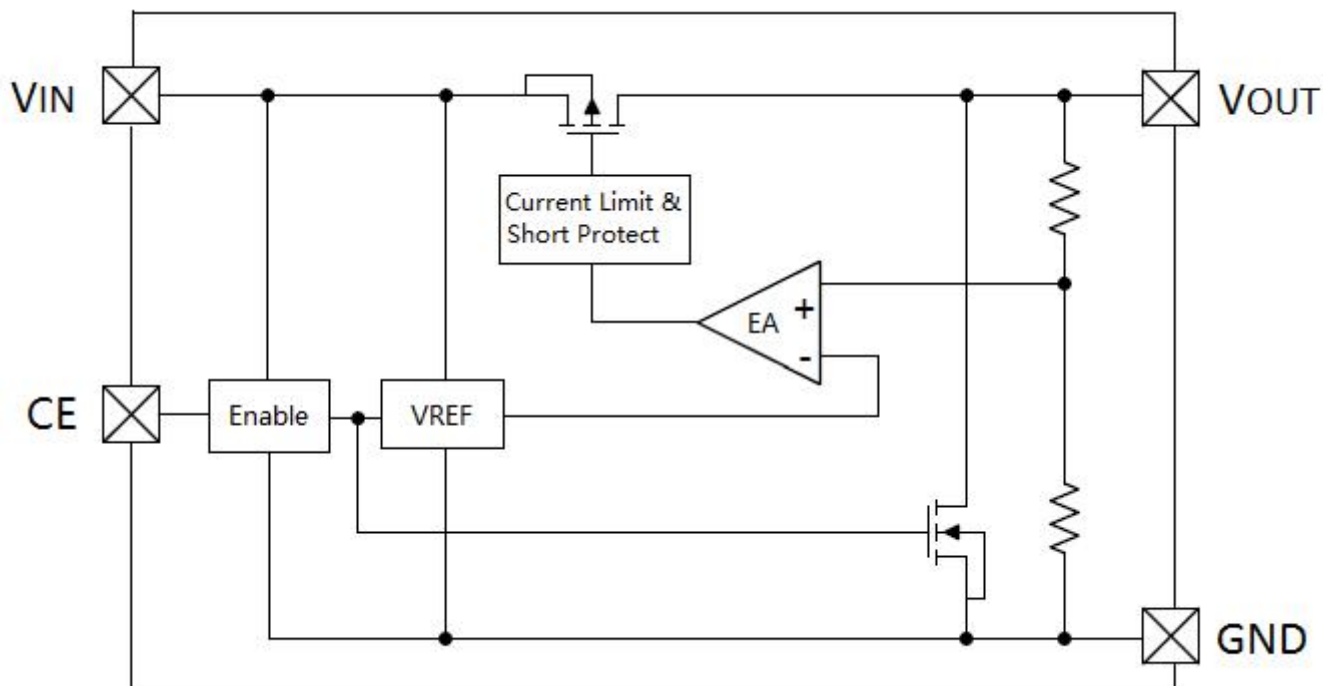 VIN
VOUT
Current Limit &
Short Protect
EA
+
-
CE
Enable
VREF
GND